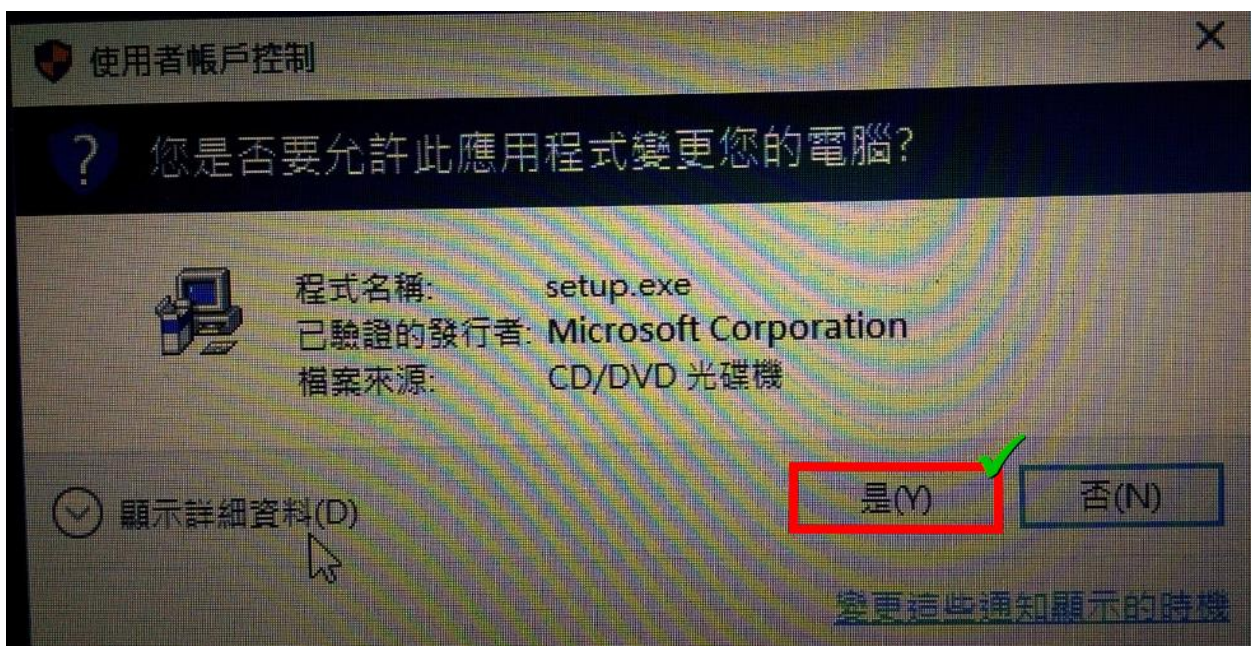 使用者帳戶控制
您是否要允許此應用程式變更您的電腦?
程式名稱: setup.exe
已驗證的發行者: Microsoft Corporation
檔案來源: CD/DVD 光碟機
顯示詳細資料(D)
是(Y)
否(N)
變更這些通知顯示的時機